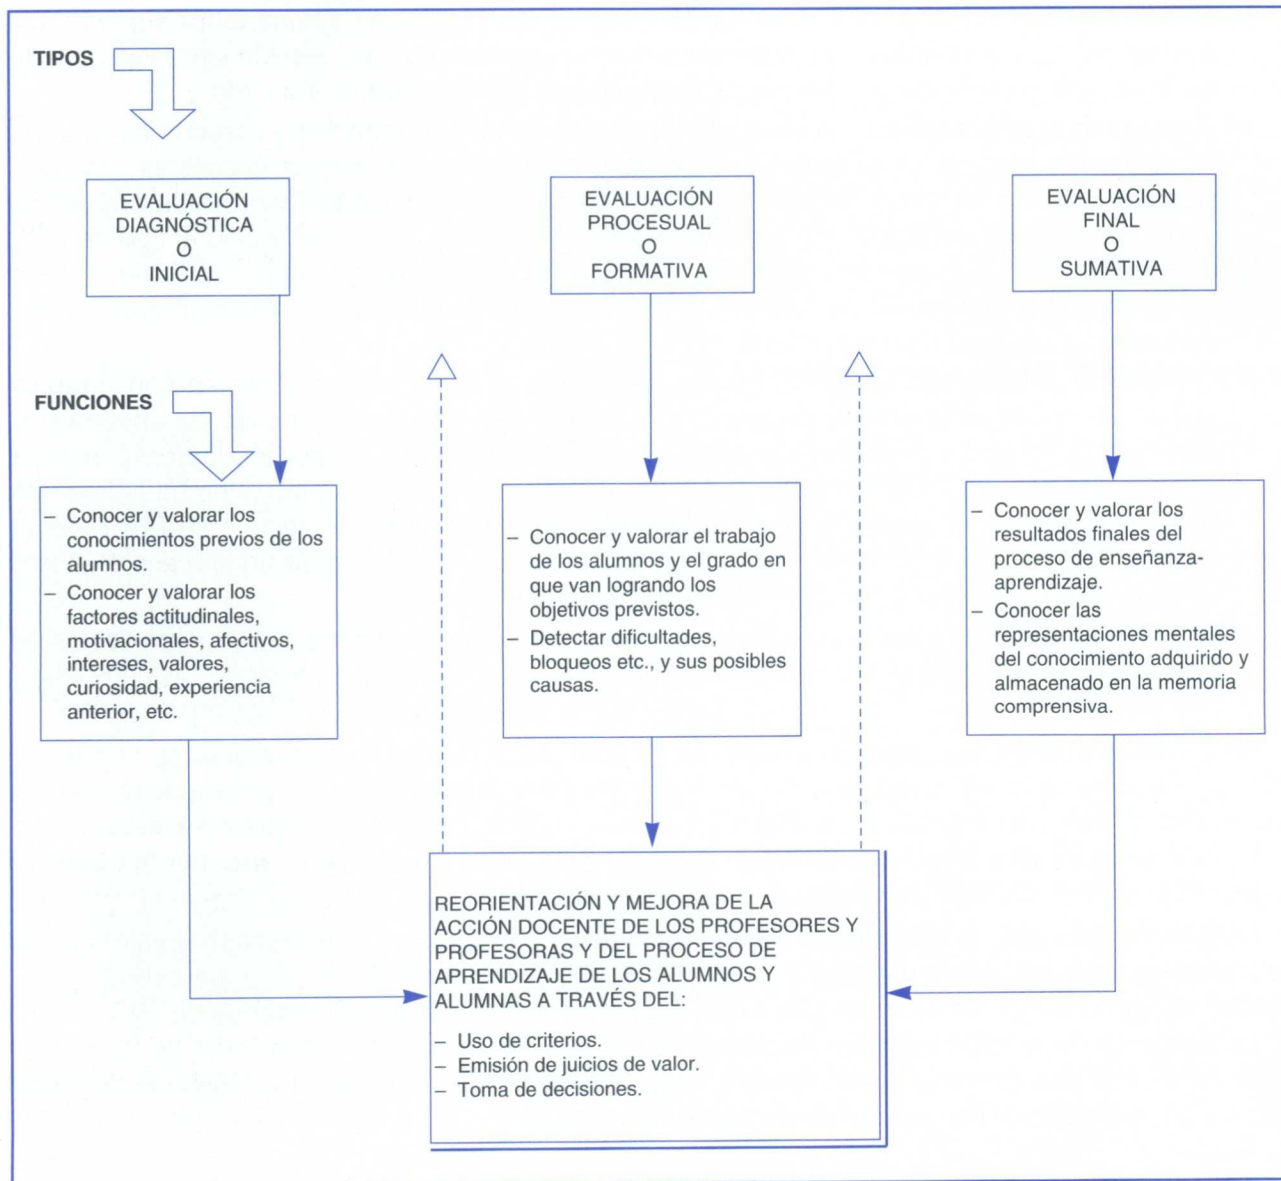 TIPOS
EVALUACIÓN
DIAGNÓSTICA
O
INICIAL
EVALUACIÓN
PROCESUAL
O
FORMATIVA
EVALUACIÓN
FINAL
O
SUMATIVA
FUNCIONES
– Conocer y valorar los
conocimientos previos de los
alumnos.
– Conocer y valorar los
factores actitudinales,
motivacionales, afectivos,
intereses, valores,
curiosidad, experiencia
anterior, etc.
– Conocer y valorar el trabajo
de los alumnos y el grado en
que van logrando los
objetivos previstos.
– Detectar dificultades,
bloqueos etc., y sus posibles
causas.
– Conocer y valorar los
resultados finales del
proceso de enseñanza-
aprendizaje.
– Conocer las
representaciones mentales
del conocimiento adquirido y
almacenado en la memoria
comprensiva.
REORIENTACIÓN Y MEJORA DE LA
ACCIÓN DOCENTE DE LOS PROFESORES Y
PROFESORAS Y DEL PROCESO DE
APRENDIZAJE DE LOS ALUMNOS Y
ALUMNAS A TRAVÉS DEL:
– Uso de criterios.
– Emisión de juicios de valor.
– Toma de decisiones.